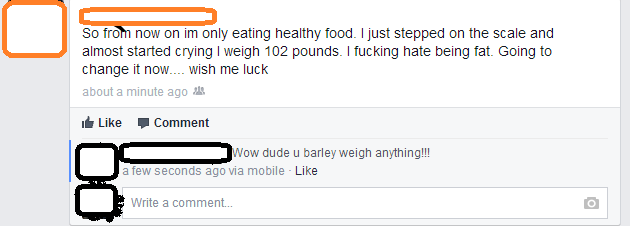 So from now on im only eating healthy food. I just stepped on the scale and
almost started crying I weigh 102 pounds. I fucking hate being fat. Going to
change it now.... wish me luck
about a minute ago
Like Comment
Wow dude u barley weigh anything!!!
a few seconds ago via mobile · Like
Write a comment...